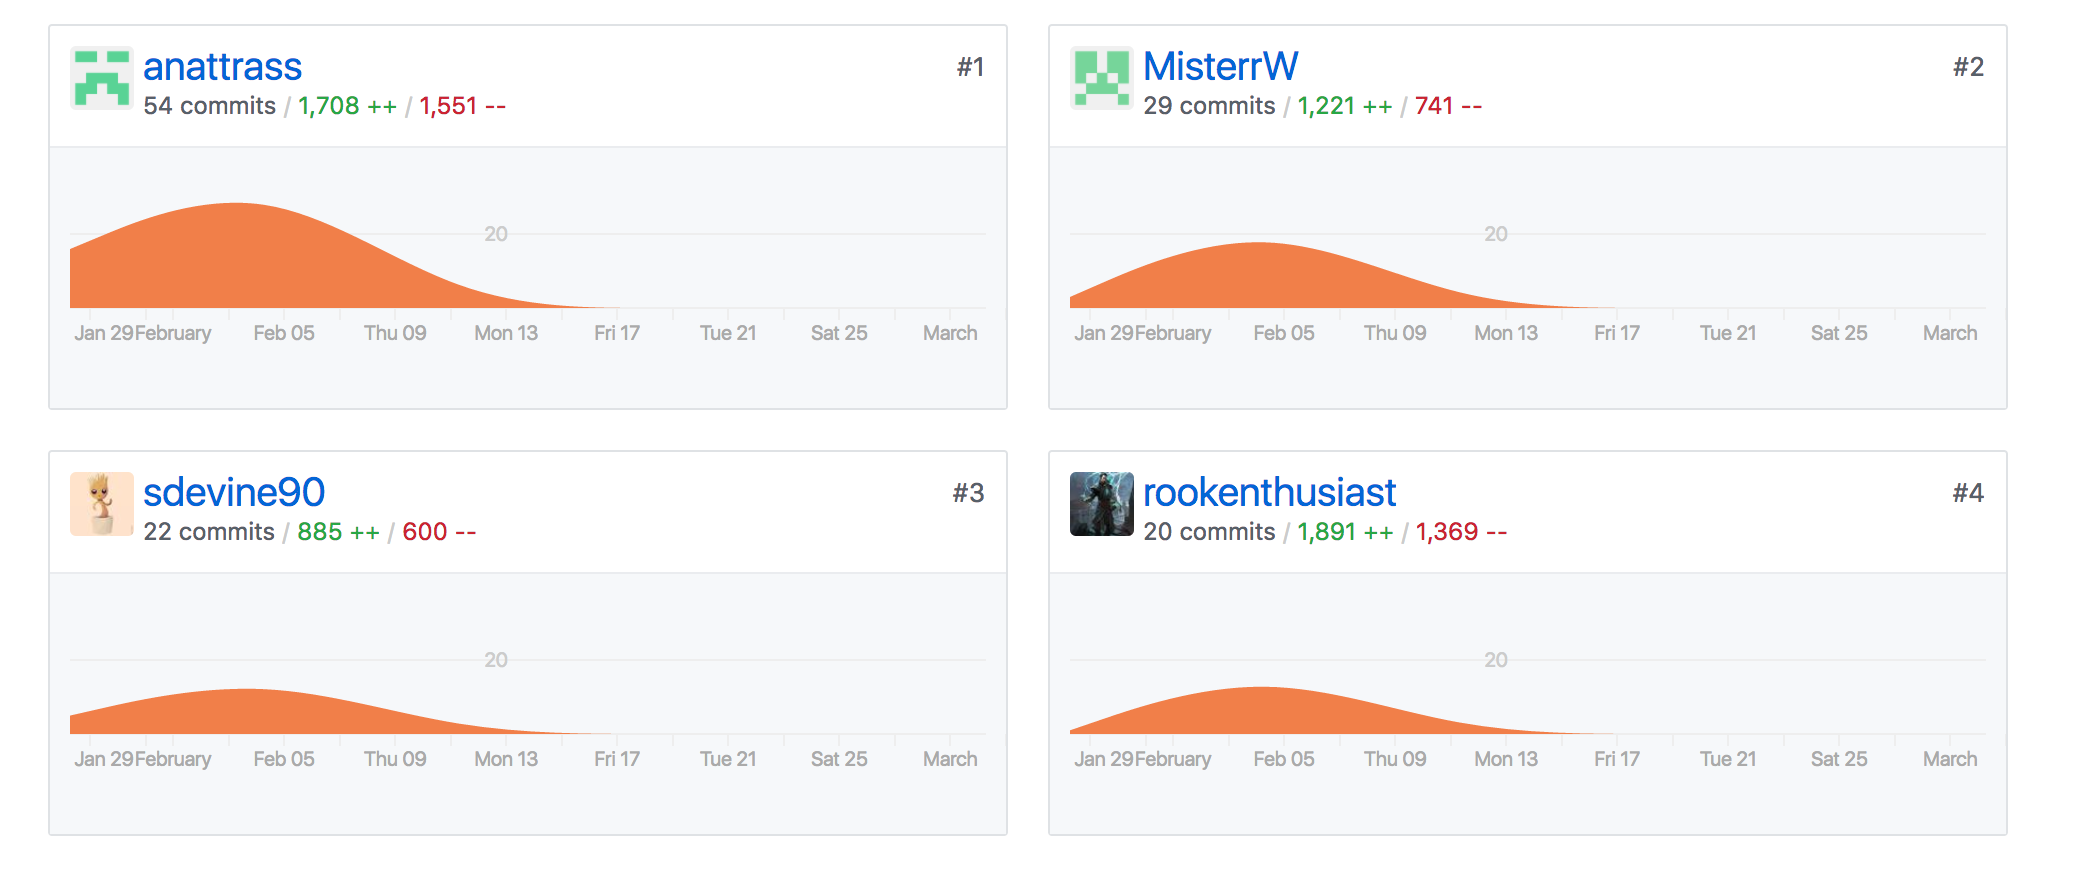 anattrass #1
54 commits / 1,708 ++ / 1,551 --
20
Jan 29 February Feb 05 Thu 09 Mon 13 Fri 17 Tue 21 Sat 25 March
MisterrW #2
29 commits / 1,221 ++ / 741 --
20
Jan 29 February Feb 05 Thu 09 Mon 13 Fri 17 Tue 21 Sat 25 March
sdevine90 #3
22 commits / 885 ++ / 600 --
20
Jan 29 February Feb 05 Thu 09 Mon 13 Fri 17 Tue 21 Sat 25 March
rookenthusiast #4
20 commits / 1,891 ++ / 1,369 --
20
Jan 29 February Feb 05 Thu 09 Mon 13 Fri 17 Tue 21 Sat 25 March